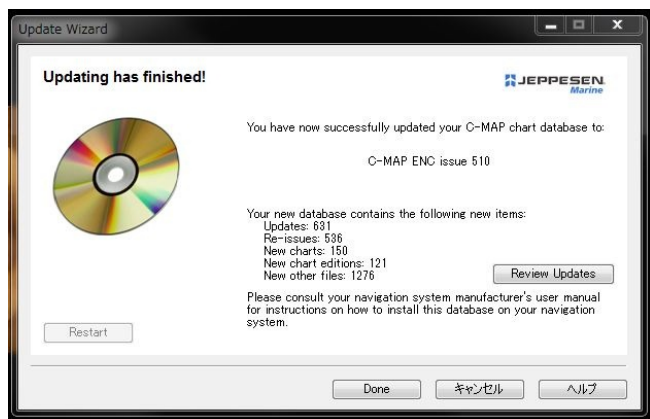 Update Wizard
Updating has finished!
JEPPESEN
Marine
You have now successfully updated your C-MAP chart database to:
C-MAP ENC issue 510
Your new database contains the following new items:
Updates: 631
Re-issues: 536
New charts: 150
New chart editions: 121
New other files: 1276
Review Updates
Please consult your navigation system manufacturer's user manual
for instructions on how to install this database on your navigation
system.
Restart
Done
キャンセル
ヘルプ